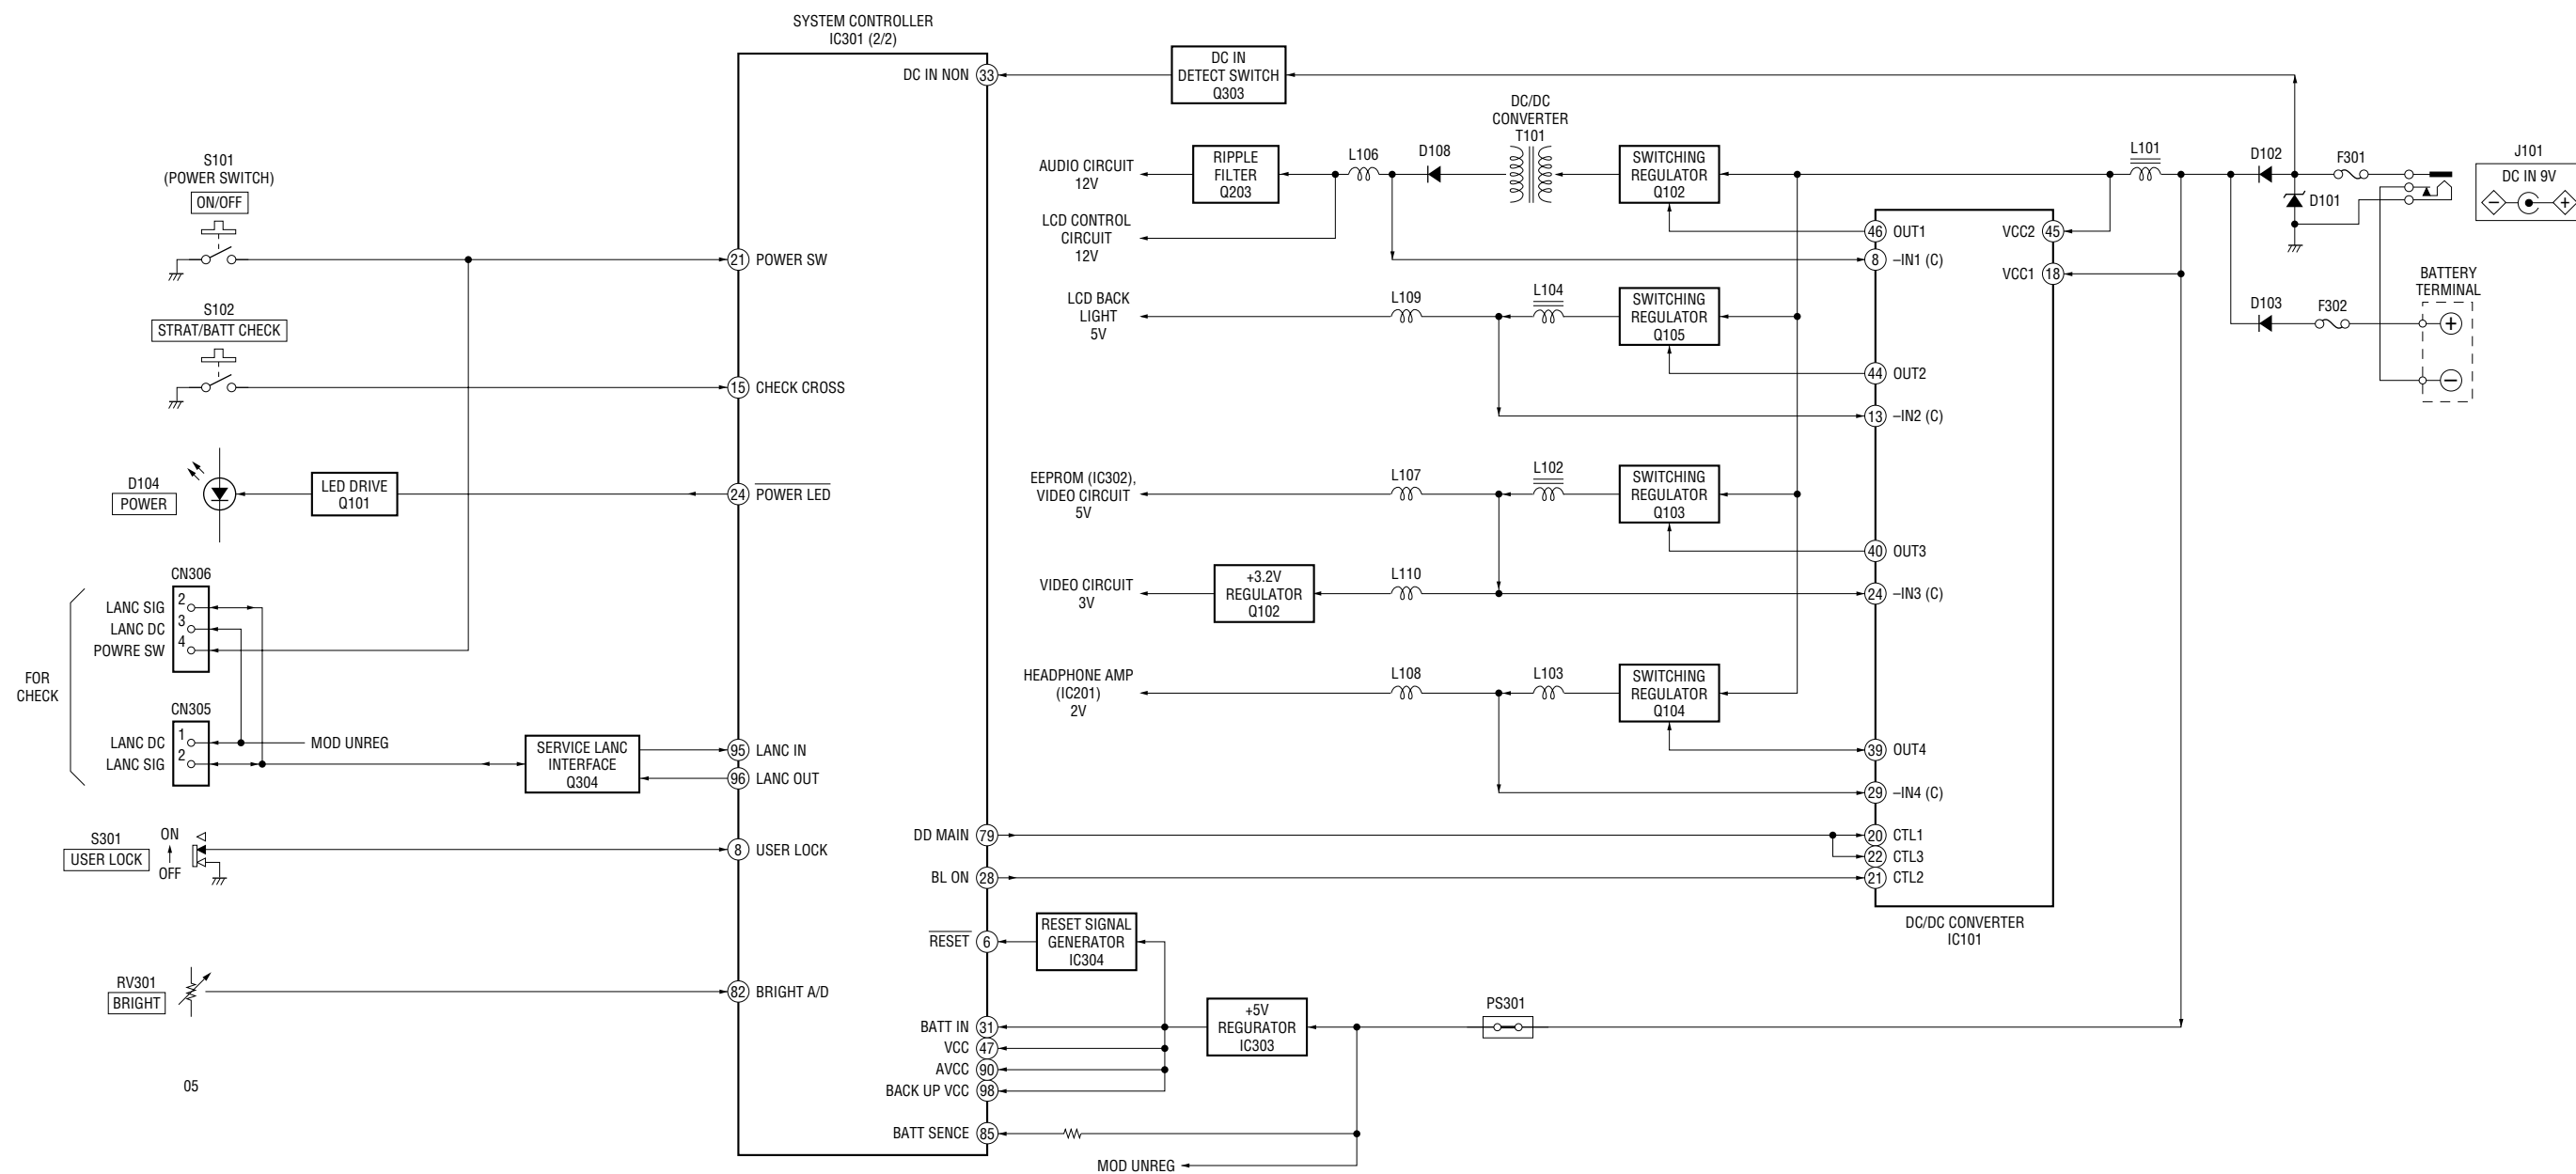 SYSTEM CONTROLLER
IC301 (2/2)
DC IN NON 33
DC IN
DETECT SWITCH
Q303
S101
(POWER SWITCH)
ON/OFF
21 POWER SW
S102
STRAT/BATT CHECK
15 CHECK CROSS
D104
POWER
LED DRIVE
Q101
24 POWER LED
FOR
CHECK
CN306
LANC SIG 2
LANC DC 3
POWRE SW 4
CN305
LANC DC 1
LANC SIG 2
MOD UNREG
SERVICE LANC
INTERFACE
Q304
95 LANC IN
96 LANC OUT
S301
USER LOCK
ON
OFF
8 USER LOCK
RV301
BRIGHT
82 BRIGHT A/D
05
DD MAIN 79
BL ON 28
RESET 6
BATT IN 31
VCC 47
AVCC 90
BACK UP VCC 98
BATT SENCE 85
RESET SIGNAL
GENERATOR
IC304
+5V
REGURATOR
IC303
PS301
MOD UNREG
AUDIO CIRCUIT
12V
RIPPLE
FILTER
Q203
L106
D108
DC/DC
CONVERTER
T101
SWITCHING
REGULATOR
Q102
LCD CONTROL
CIRCUIT
12V
LCD BACK
LIGHT
5V
L109
L104
SWITCHING
REGULATOR
Q105
EEPROM (IC302),
VIDEO CIRCUIT
5V
L107
L102
SWITCHING
REGULATOR
Q103
VIDEO CIRCUIT
3V
+3.2V
REGULATOR
Q102
L110
HEADPHONE AMP
(IC201)
2V
L108
L103
SWITCHING
REGULATOR
Q104
46 OUT1
8 –IN1 (C)
44 OUT2
13 –IN2 (C)
40 OUT3
24 –IN3 (C)
39 OUT4
29 –IN4 (C)
20 CTL1
22 CTL3
21 CTL2
VCC2 45
VCC1 18
DC/DC CONVERTER
IC101
L101
D102
F301
D101
J101
DC IN 9V
D103
F302
BATTERY
TERMINAL